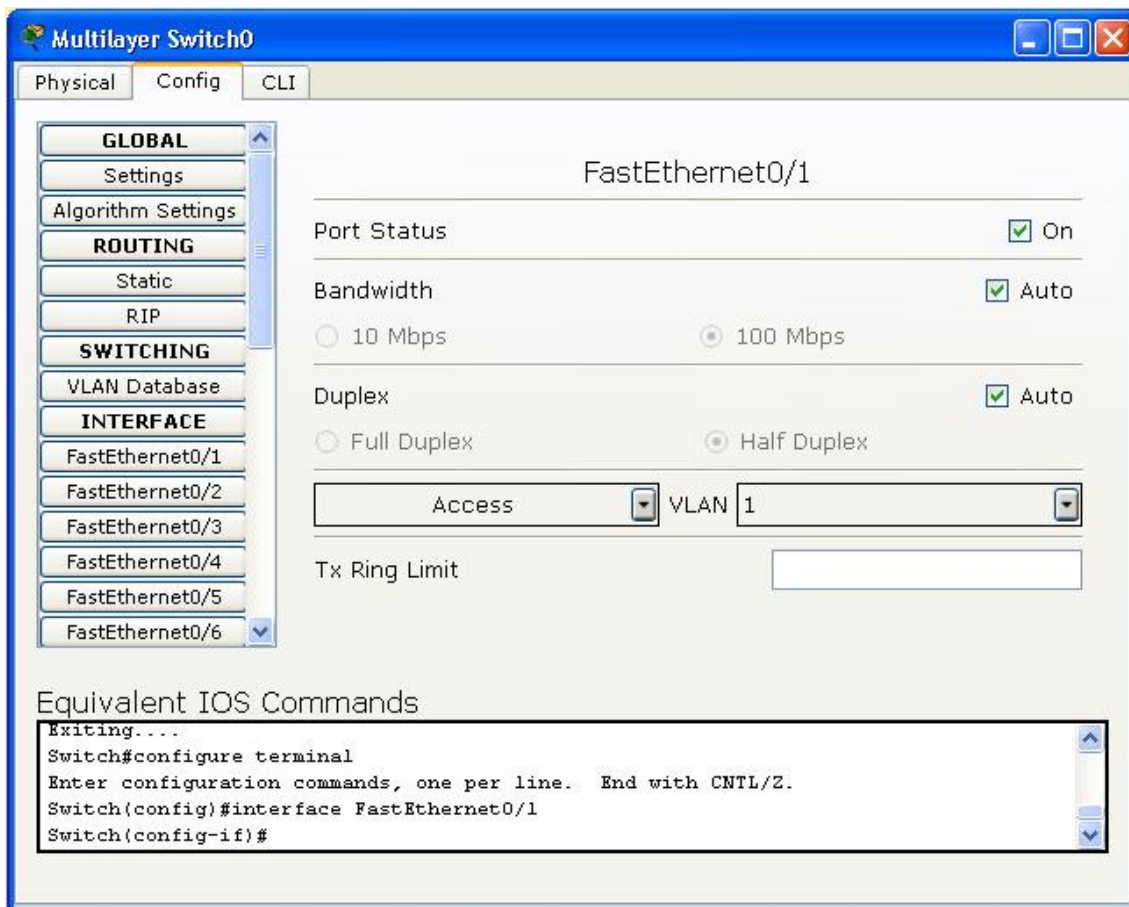 Multilayer Switch0
Physical Config CLI
GLOBAL
Settings
Algorithm Settings
ROUTING
Static
RIP
SWITCHING
VLAN Database
INTERFACE
FastEthernet0/1
FastEthernet0/2
FastEthernet0/3
FastEthernet0/4
FastEthernet0/5
FastEthernet0/6
FastEthernet0/1
Port Status On
Bandwidth Auto
10 Mbps 100 Mbps
Duplex Auto
Full Duplex Half Duplex
Access VLAN 1
Tx Ring Limit
Equivalent IOS Commands
Exiting....
Switch#configure terminal
Enter configuration commands, one per line.  End with CNTL/Z.
Switch(config)#interface FastEthernet0/1
Switch(config-if)#